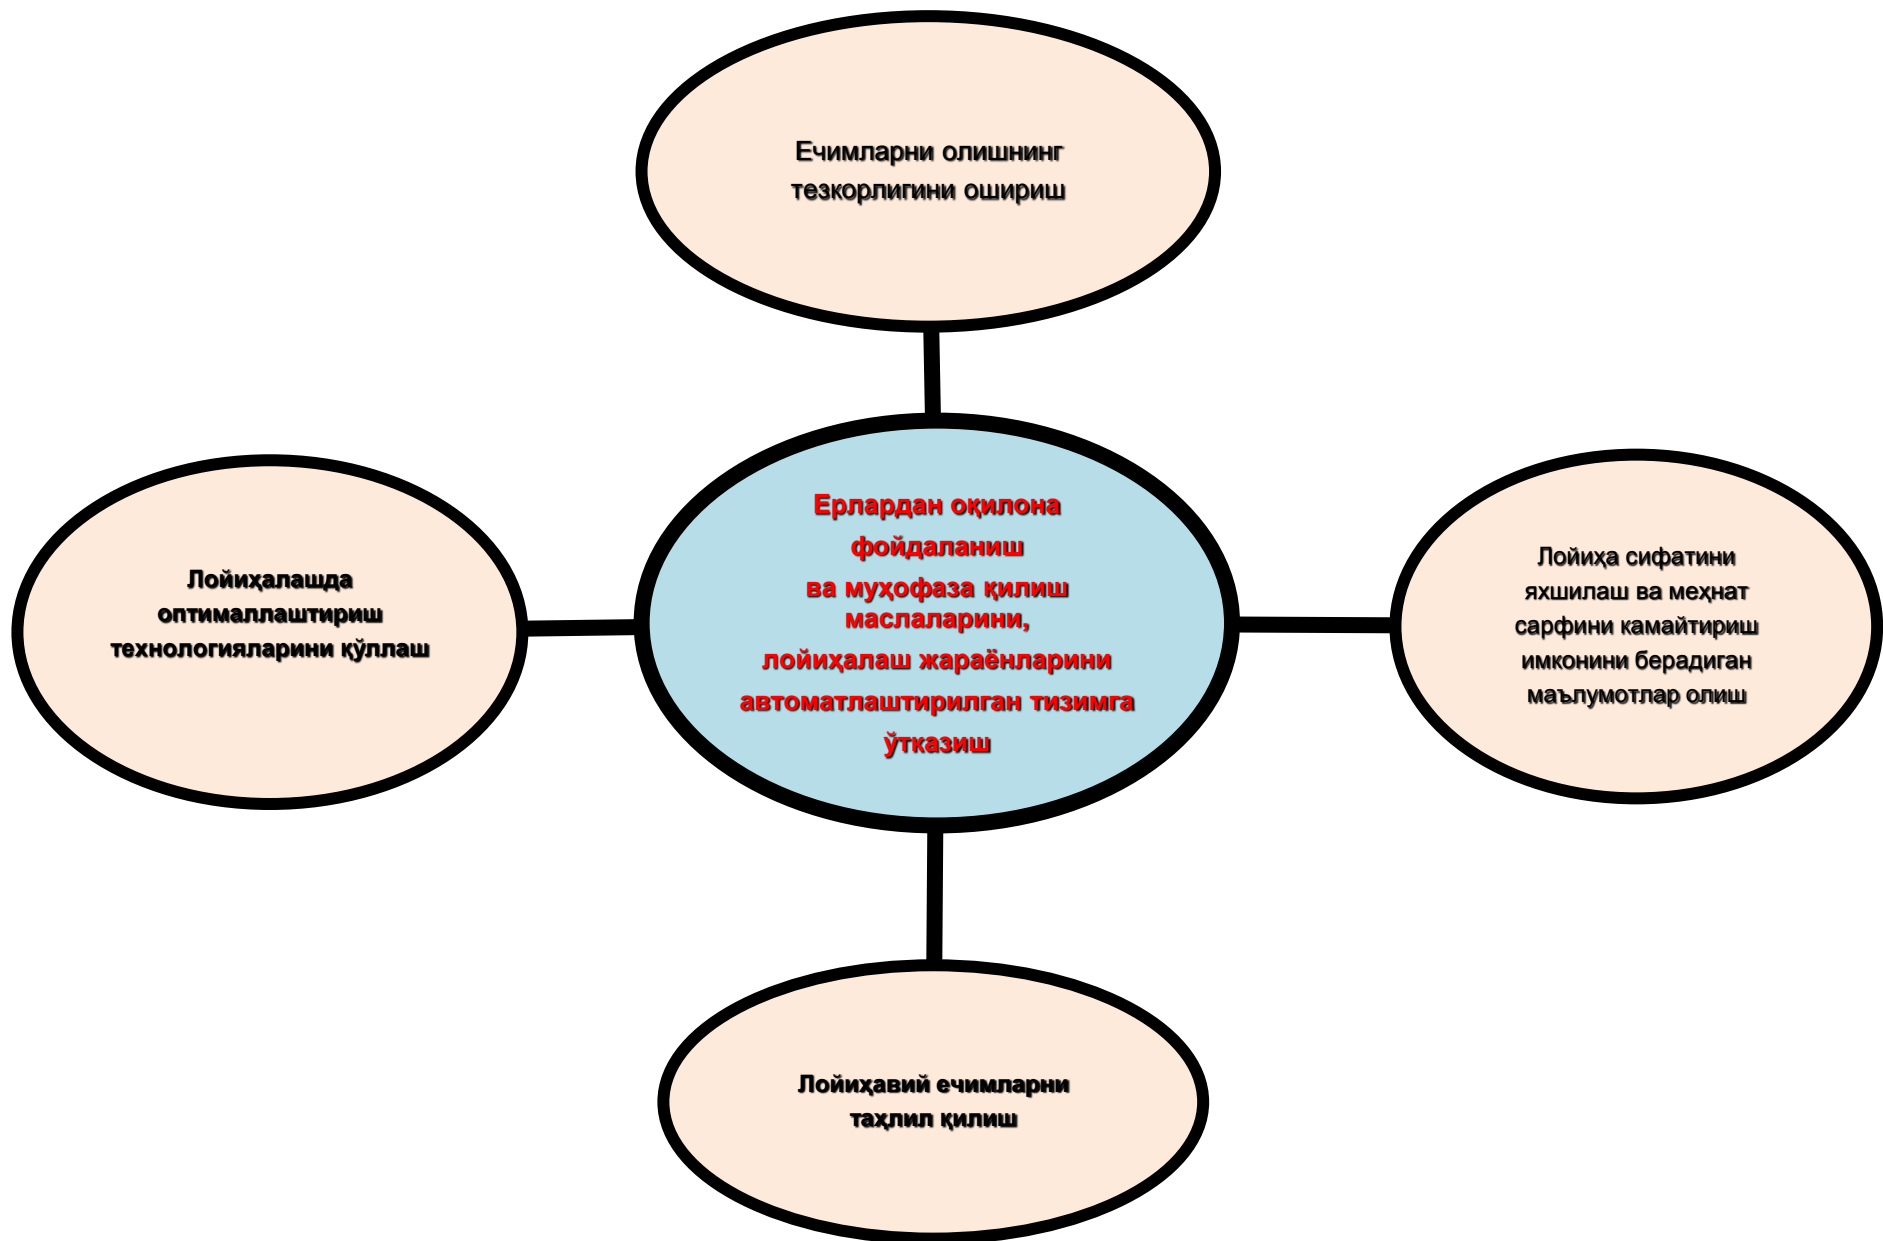 Ечимларни олишнинг
тезкорлигини ошириш
Ерлардан оқилона
фойдаланиш
ва муҳофаза қилиш
маслаларини,
лойиҳалаш жараёнларини
автоматлаштирилган тизимга
ўтказиш
Лойиҳалашда
оптималлаштириш
технологияларини қўллаш
Лойиҳа сифатини
яхшилаш ва меҳнат
сарфини камайтириш
имконини берадиган
маълумотлар олиш
Лойиҳавий ечимларни
таҳлил қилиш